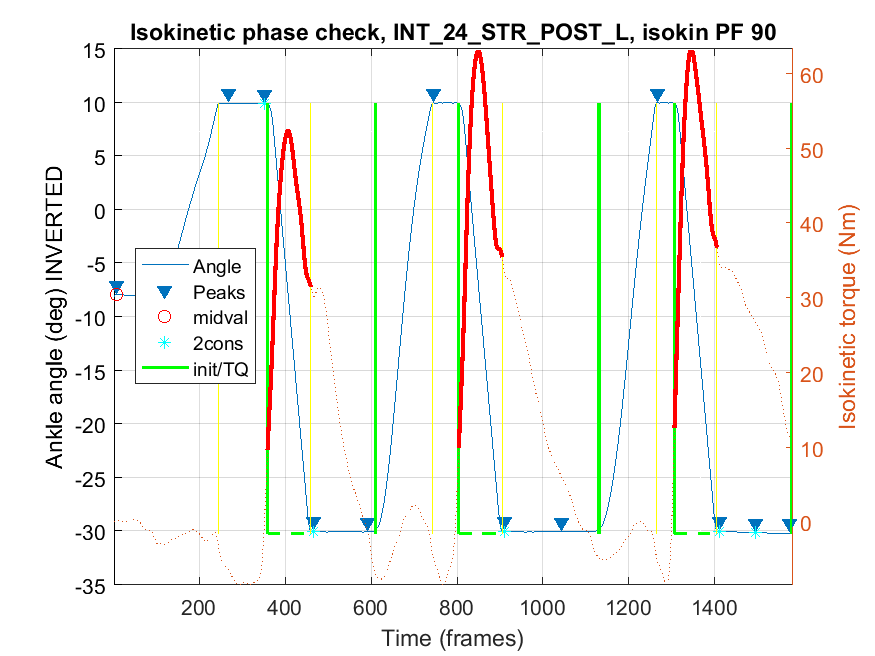 Isokinetic phase check, INT_24_STR_POST_L, isokin PF 90
15
10
5
0
-5
-10
-15
-20
-25
-30
-35
Ankle angle (deg) INVERTED
Angle
Peaks
midval
2cons
init/TQ
60
50
40
30
20
10
0
Isokinetic torque (Nm)
200 400 600 800 1000 1200 1400
Time (frames)